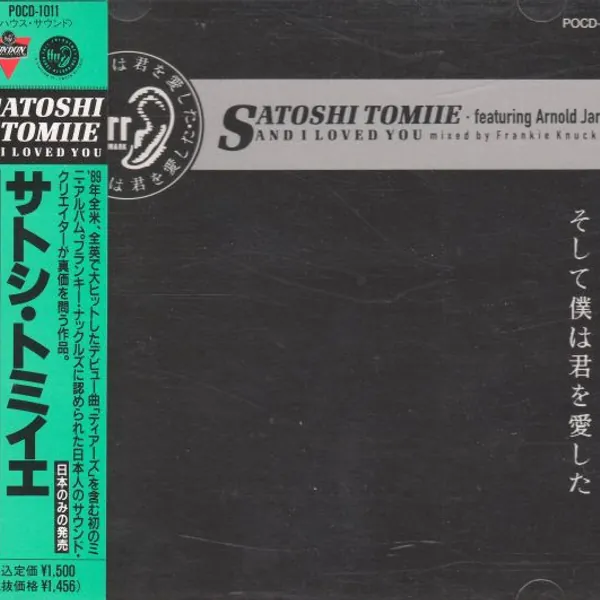 POCD-1011
ハウス・サウンド)
LONDON
ffrr
ATOSHI
TOMIIE
I LOVED YOU
サトシ・トミイエ
'89年全米、全英で大ヒットしたデビュー曲「ティアーズ」を含む初のミ
ニ・アルバム。フランキー・ナックルズに認められた日本人のサウンド・
クリエイターが真価を問う作品。
日本のみの発売
込定価 ¥1,500
抜価格 ¥1,456)
POCD-
は君を愛した
rr
MARK
は君を愛した
SATOSHI TOMIIE · featuring Arnold Jar
AND I LOVED YOU mixed by Frankie Knuck
そして僕は君を愛した